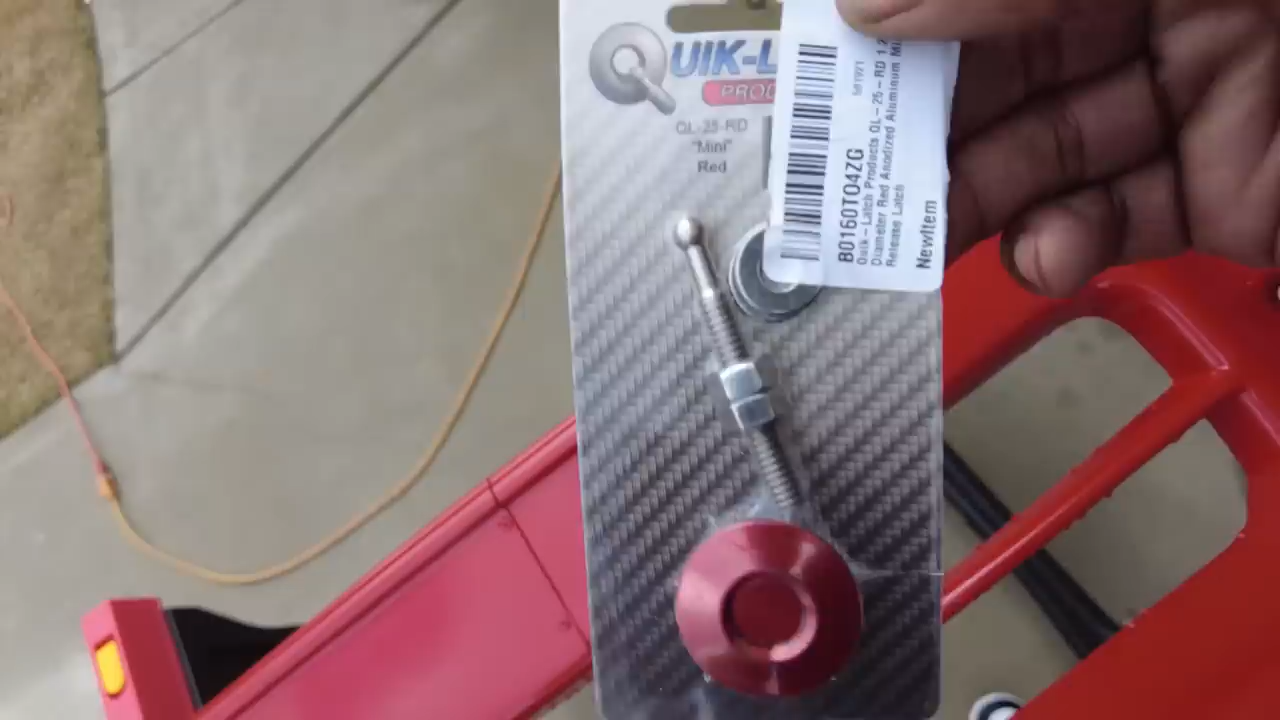 QUIK-L
PROD
QL-25-RD
"Mini"
Red
B0160TO4ZG
Quik-Latch Products QL-25-RD 1.2
Diameter Red Anodized Aluminum Mi
Release Latch
NewItem